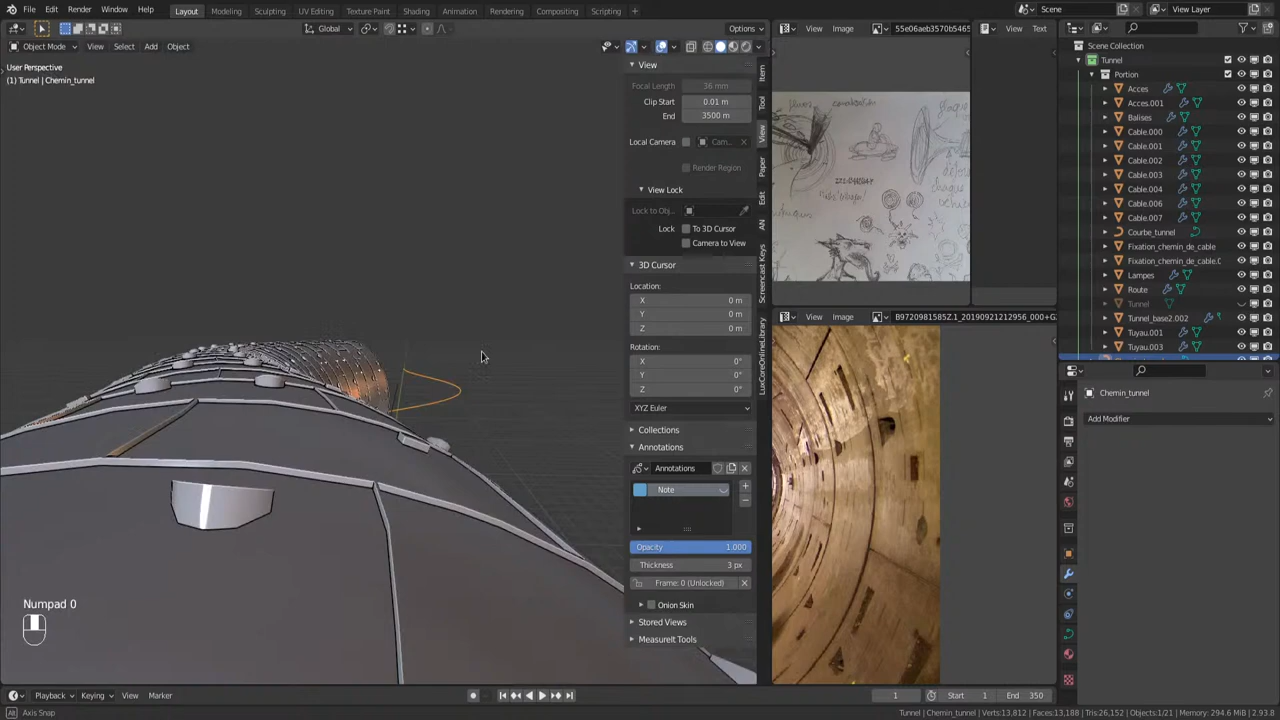 File Edit Render Window Help Layout Modeling Sculpting UV Editing Texture Paint Shading Animation Rendering Compositing Scripting + Scene View Layer
Global Options View Image 55e06aeb3570b5465 View Text
Object Mode View Select Add Object
User Perspective
(1) Tunnel | Chemin_tunnel
View
Focal Length 36 mm
Clip Start 0.01 m
End 3500 m
Local Camera Cam...
Render Region
View Lock
Lock to Obj...
Lock To 3D Cursor
Camera to View
3D Cursor
Location:
X 0 m
Y 0 m
Z 0 m
Rotation:
X 0°
Y 0°
Z 0°
XYZ Euler
Collections
Annotations
Annotations
Note
Opacity 1.000
Thickness 3 px
Frame: 0 (Unlocked)
Onion Skin
Stored Views
MeasureIt Tools
Item
Tool
View
Paper
Edit
AN
Screencast Keys
LuxCoreOnlineLibrary
View Image B9720981585Z.1_20190921212956_000+G
Scene Collection
Tunnel
Portion
Acces
Acces.001
Balises
Cable.000
Cable.001
Cable.002
Cable.003
Cable.004
Cable.006
Cable.007
Courbe_tunnel
Fixation_chemin_de_cable
Fixation_chemin_de_cable.0
Lampes
Route
Tunnel
Tunnel_base2.002
Tuyau.001
Tuyau.003
Chemin_tunnel
Add Modifier
Numpad 0
Playback Keying View Marker 1 Start 1 End 350
Axis Snap Tunnel | Chemin_tunnel | Verts:13,812 | Faces:13,188 | Tris:26,152 | Objects:1/21 | Memory: 294.6 MiB | 2.93.8